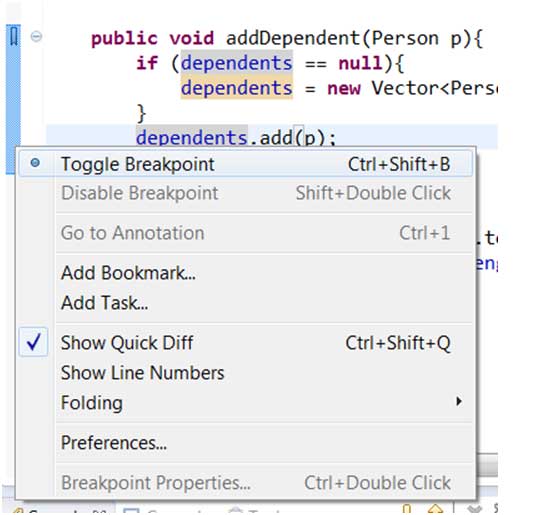 public void addDependent(Person p){
if (dependents == null){
dependents = new Vector<Perso
}
dependents.add(p);
Toggle Breakpoint Ctrl+Shift+B
Disable Breakpoint Shift+Double Click
Go to Annotation Ctrl+1
Add Bookmark...
Add Task...
Show Quick Diff Ctrl+Shift+Q
Show Line Numbers
Folding
Preferences...
Breakpoint Properties... Ctrl+Double Click